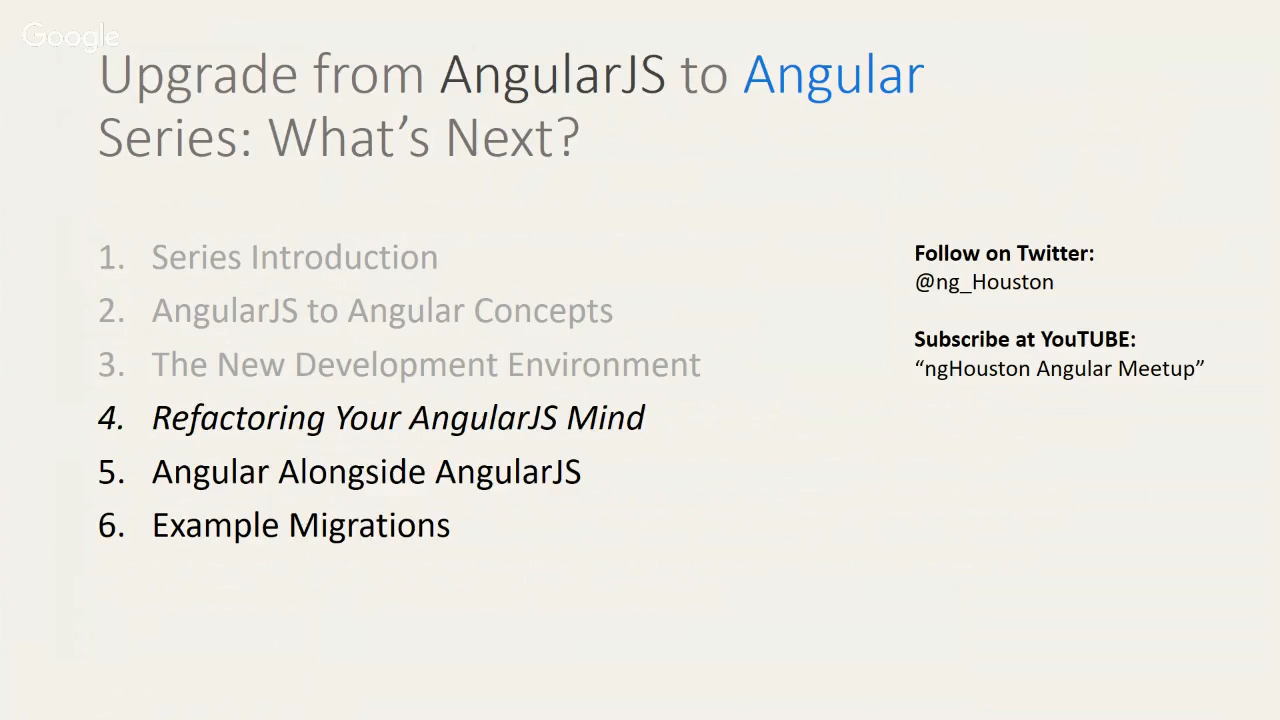 Google
Upgrade from AngularJS to Angular
Series: What's Next?
1. Series Introduction
2. AngularJS to Angular Concepts
3. The New Development Environment
4. Refactoring Your AngularJS Mind
5. Angular Alongside AngularJS
6. Example Migrations
Follow on Twitter:
@ng_Houston
Subscribe at YouTUBE:
“ngHouston Angular Meetup”